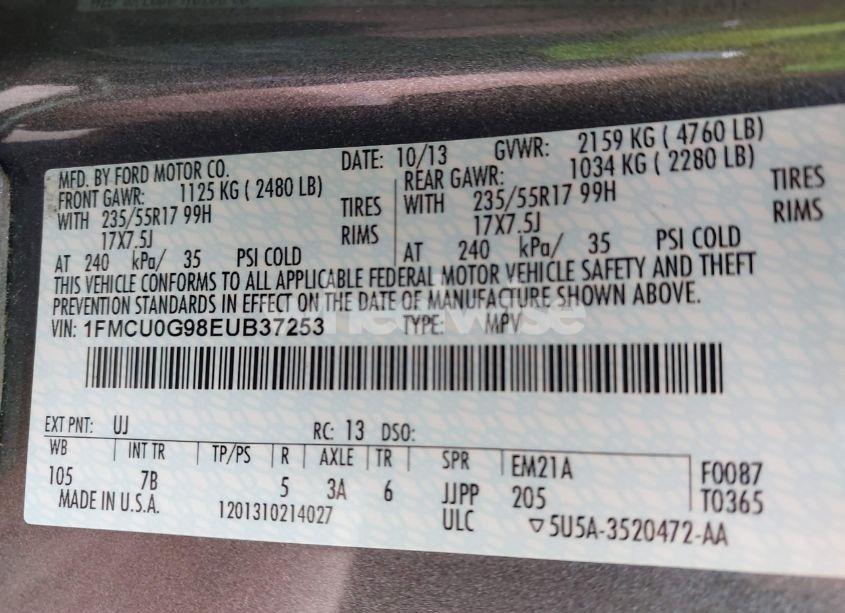 MFD. BY FORD MOTOR CO. DATE: 10/13 GVWR: 2159 KG ( 4760 LB)
FRONT GAWR: 1125 KG ( 2480 LB) REAR GAWR: 1034 KG ( 2280 LB)
WITH 235/55R17 99H TIRES WITH 235/55R17 99H TIRES
17X7.5J RIMS 17X7.5J RIMS
AT 240 kPa/ 35 PSI COLD AT 240 kPa/ 35 PSI COLD
THIS VEHICLE CONFORMS TO ALL APPLICABLE FEDERAL MOTOR VEHICLE SAFETY AND THEFT
PREVENTION STANDARDS IN EFFECT ON THE DATE OF MANUFACTURE SHOWN ABOVE.
VIN: 1FMCU0G98EUB37253 TYPE: MPV
EXT PNT: UJ RC: 13 DSO:
WB INT TR TP/PS R AXLE TR SPR EM21A F0087
105 7B 5 3A 6 JJPP 205 T0365
MADE IN U.S.A. 1201310214027 ULC ▽5U5A-3520472-AA